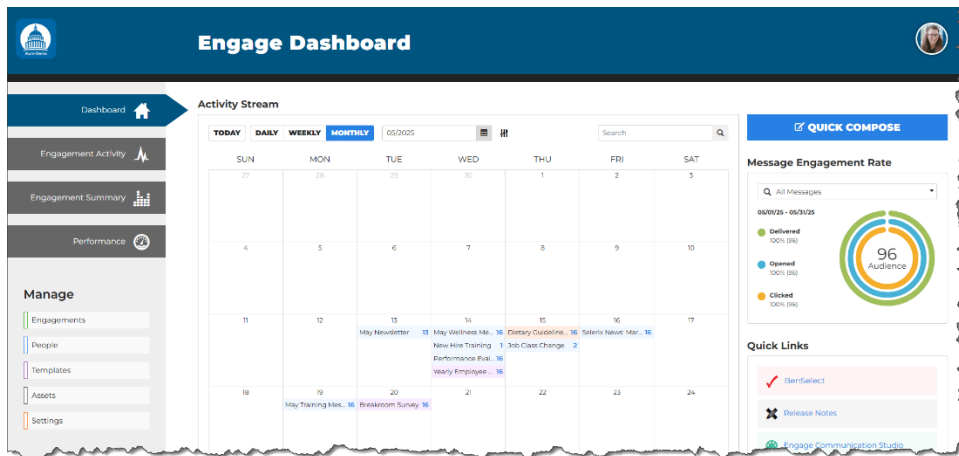 Engage Dashboard
Dashboard
Engagement Activity
Engagement Summary
Performance
Manage
Engagements
People
Templates
Assets
Settings
Activity Stream
TODAY DAILY WEEKLY MONTHLY 05/2025 Search
SUN MON TUE WED THU FRI SAT
27 28 29 30 1 2 3
4 5 6 7 8 9 10
11 12 13 14 15 16 17
May Newsletter 13 May Wellness Me... 16 Dietary Guideline... 16 Selerix News: Mar... 16
New Hire Training 1 Job Class Change 2
Performance Eval... 16
Yearly Employee ... 16
18 19 20 21 22 23 24
May Training Mes... 16 Breakroom Survey 16
QUICK COMPOSE
Message Engagement Rate
All Messages
05/01/25 - 05/31/25
Delivered
100% (96)
Opened
100% (96)
Clicked
100% (96)
96
Audience
Quick Links
BenSelect
Release Notes
Engage Communication Studio